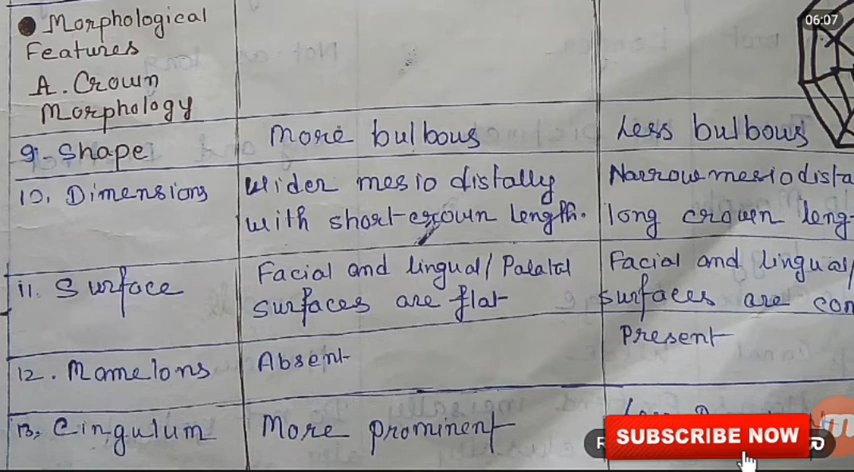 06:07
Morphological
Features
A. Crown
Morphology
9. Shape
More bulbous
Less bulbous
10. Dimensions
Wider mesio distally
with short crown length.
Narrow mesiodista
long crown leng
11. Surface
Facial and lingual/Palatal
surfaces are flat
Facial and lingual/
surfaces are con
12. Mamelons
Absent
Present
13. Cingulum
More prominent
SUBSCRIBE NOW